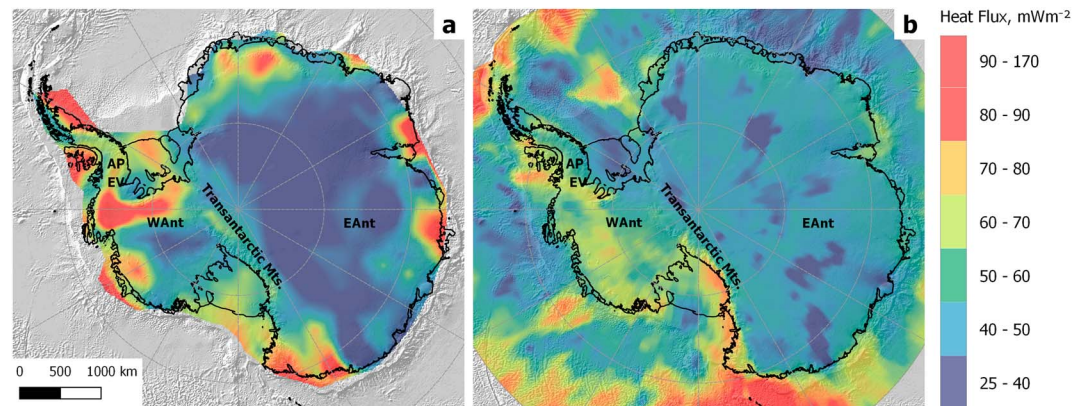 a
AP
EV
WAnt
Transantarctic Mts.
EAnt
0 500 1000 km
b
AP
EV
WAnt
Transantarctic Mts.
EAnt
Heat Flux, mWm⁻²
90 - 170
80 - 90
70 - 80
60 - 70
50 - 60
40 - 50
25 - 40